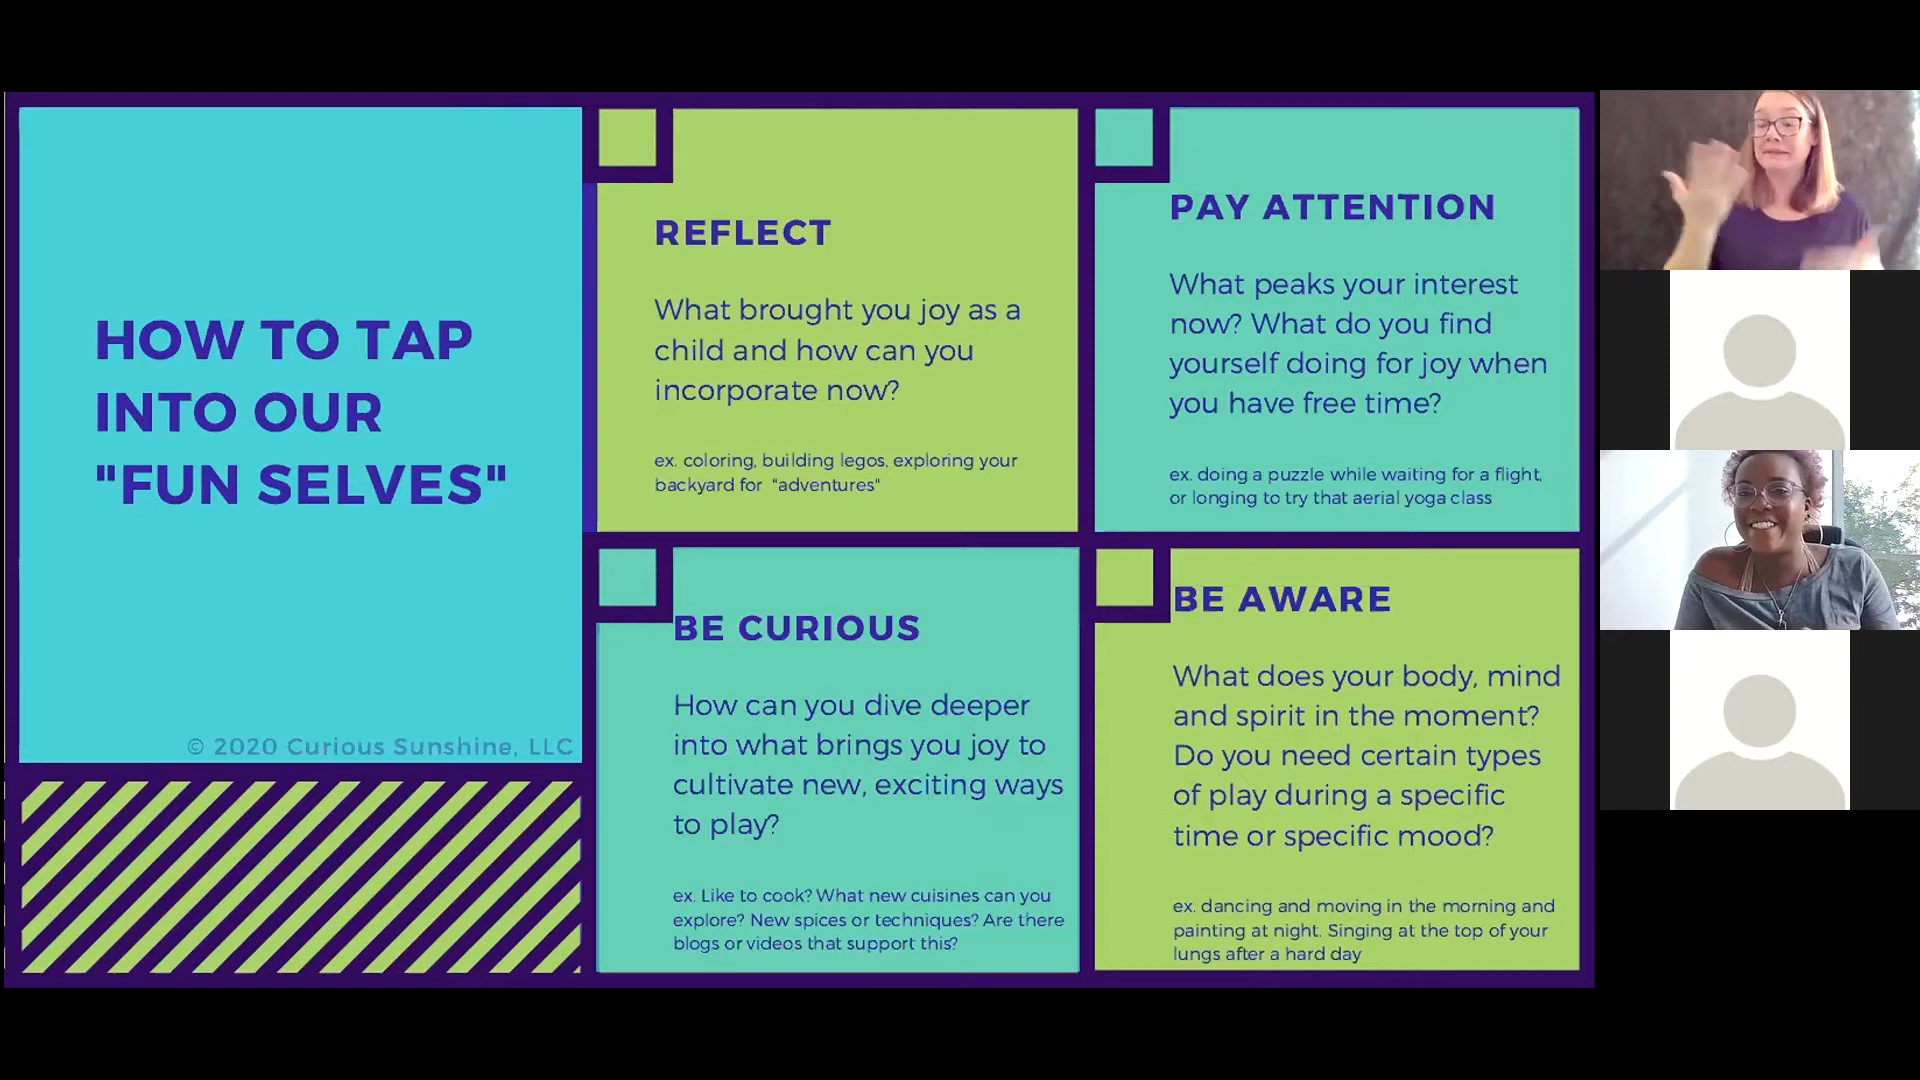 HOW TO TAP
INTO OUR
"FUN SELVES"
© 2020 Curious Sunshine, LLC
REFLECT
What brought you joy as a
child and how can you
incorporate now?
ex. coloring, building legos, exploring your
backyard for "adventures"
PAY ATTENTION
What peaks your interest
now? What do you find
yourself doing for joy when
you have free time?
ex. doing a puzzle while waiting for a flight,
or longing to try that aerial yoga class
BE CURIOUS
How can you dive deeper
into what brings you joy to
cultivate new, exciting ways
to play?
ex. Like to cook? What new cuisines can you
explore? New spices or techniques? Are there
blogs or videos that support this?
BE AWARE
What does your body, mind
and spirit in the moment?
Do you need certain types
of play during a specific
time or specific mood?
ex. dancing and moving in the morning and
painting at night. Singing at the top of your
lungs after a hard day